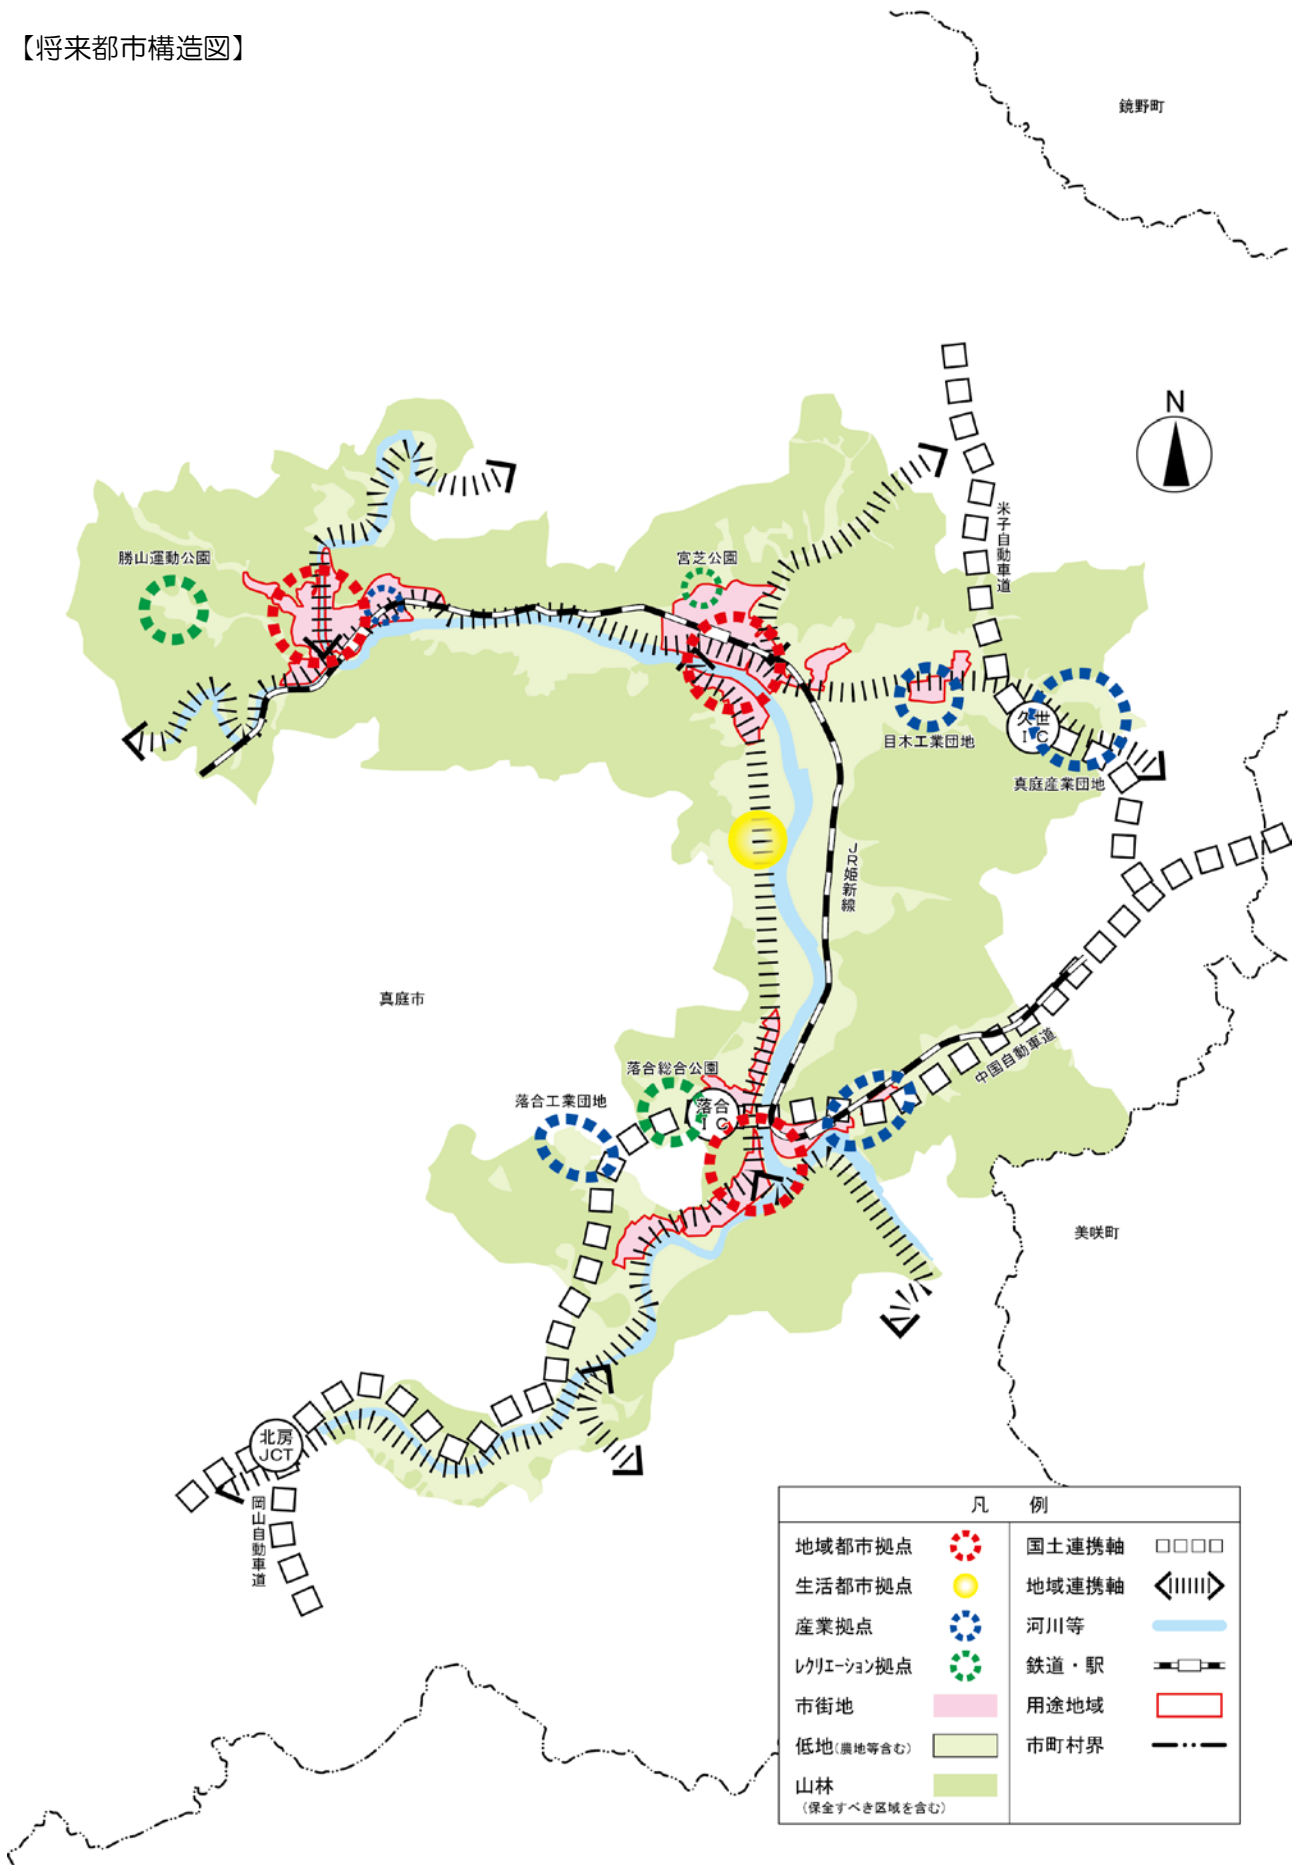 【将来都市構造図】
鏡野町
N
米子自動車道
勝山運動公園
宮芝公園
久世
IC
目木工業団地
真庭産業団地
JR姫新線
真庭市
落合総合公園
中国自動車道
落合工業団地
落合
IC
美咲町
北房
JCT
岡山自動車道
凡 例
地域都市拠点
生活都市拠点
産業拠点
レクリエーション拠点
市街地
低地(農地等含む)
山林
(保全すべき区域を含む)
国土連携軸
地域連携軸
河川等
鉄道・駅
用途地域
市町村界